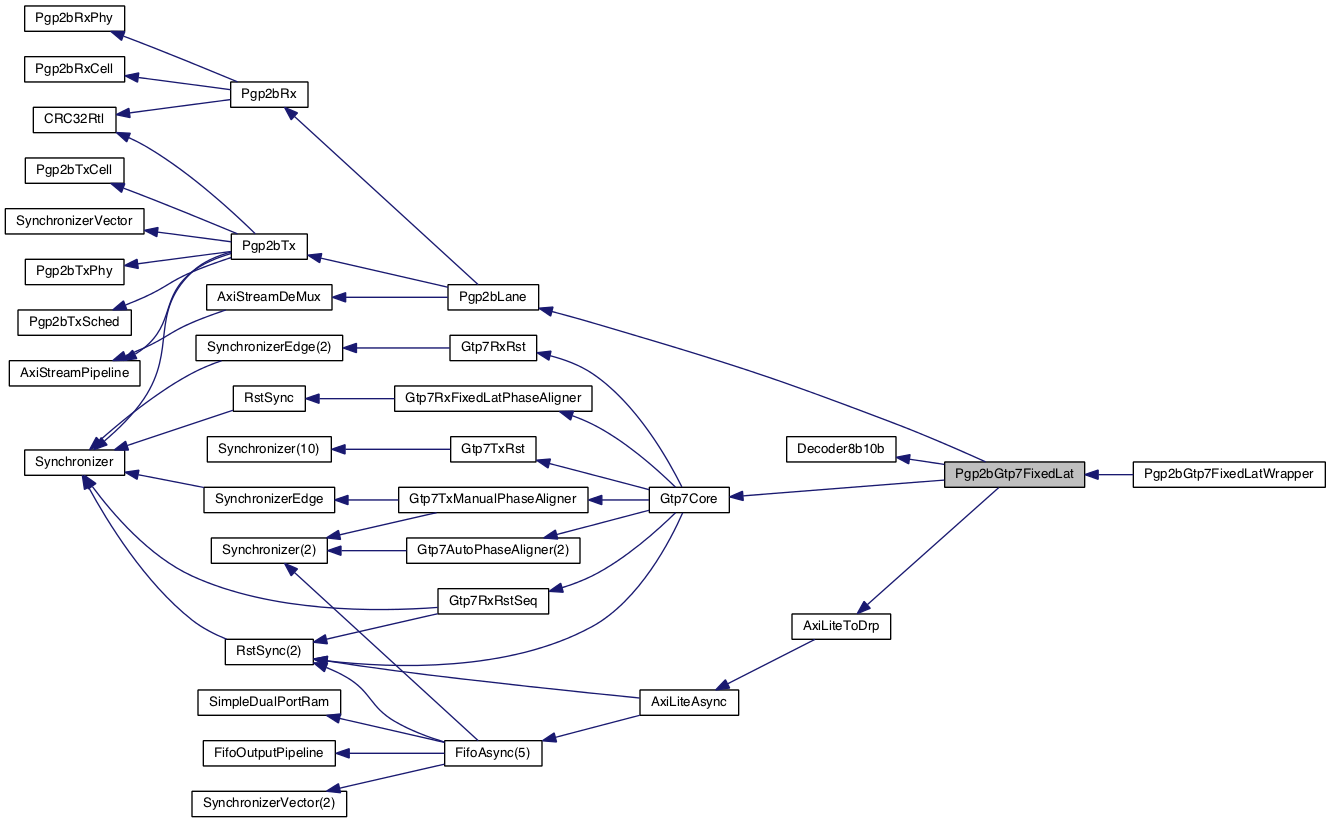 Pgp2bRxPhy
Pgp2bRxCell
Pgp2bRx
CRC32Rtl
Pgp2bTxCell
SynchronizerVector
Pgp2bTx
Pgp2bTxPhy
AxiStreamDeMux
Pgp2bLane
Pgp2bTxSched
SynchronizerEdge(2)
Gtp7RxRst
AxiStreamPipeline
RstSync
Gtp7RxFixedLatPhaseAligner
Synchronizer(10)
Gtp7TxRst
Decoder8b10b
Synchronizer
Pgp2bGtp7FixedLat
Pgp2bGtp7FixedLatWrapper
SynchronizerEdge
Gtp7TxManualPhaseAligner
Gtp7Core
Synchronizer(2)
Gtp7AutoPhaseAligner(2)
Gtp7RxRstSeq
AxiLiteToDrp
RstSync(2)
SimpleDualPortRam
AxiLiteAsync
FifoOutputPipeline
FifoAsync(5)
SynchronizerVector(2)